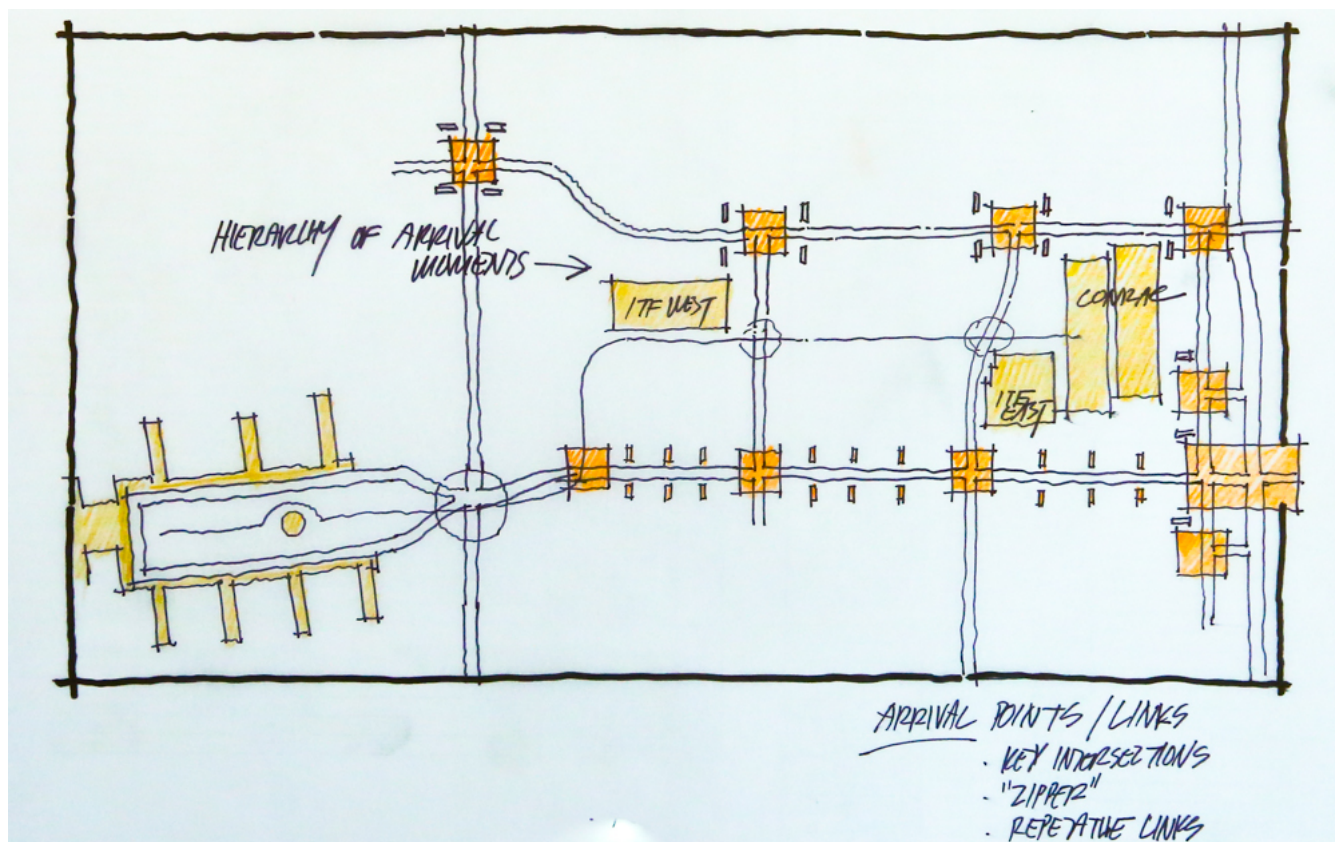 HIERARCHY OF ARRIVAL
MOMENTS
ITF WEST
CONRAC
ITF
EAST
ARRIVAL POINTS / LINKS
· KEY INTERSECTIONS
· "ZIPPER"
· REPETATIVE LINKS